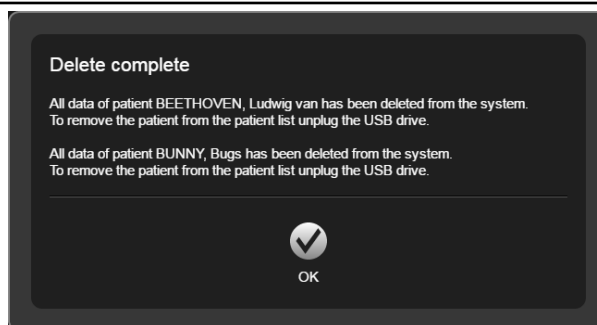 Delete complete
All data of patient BEETHOVEN, Ludwig van has been deleted from the system.
To remove the patient from the patient list unplug the USB drive.
All data of patient BUNNY, Bugs has been deleted from the system.
To remove the patient from the patient list unplug the USB drive.
OK